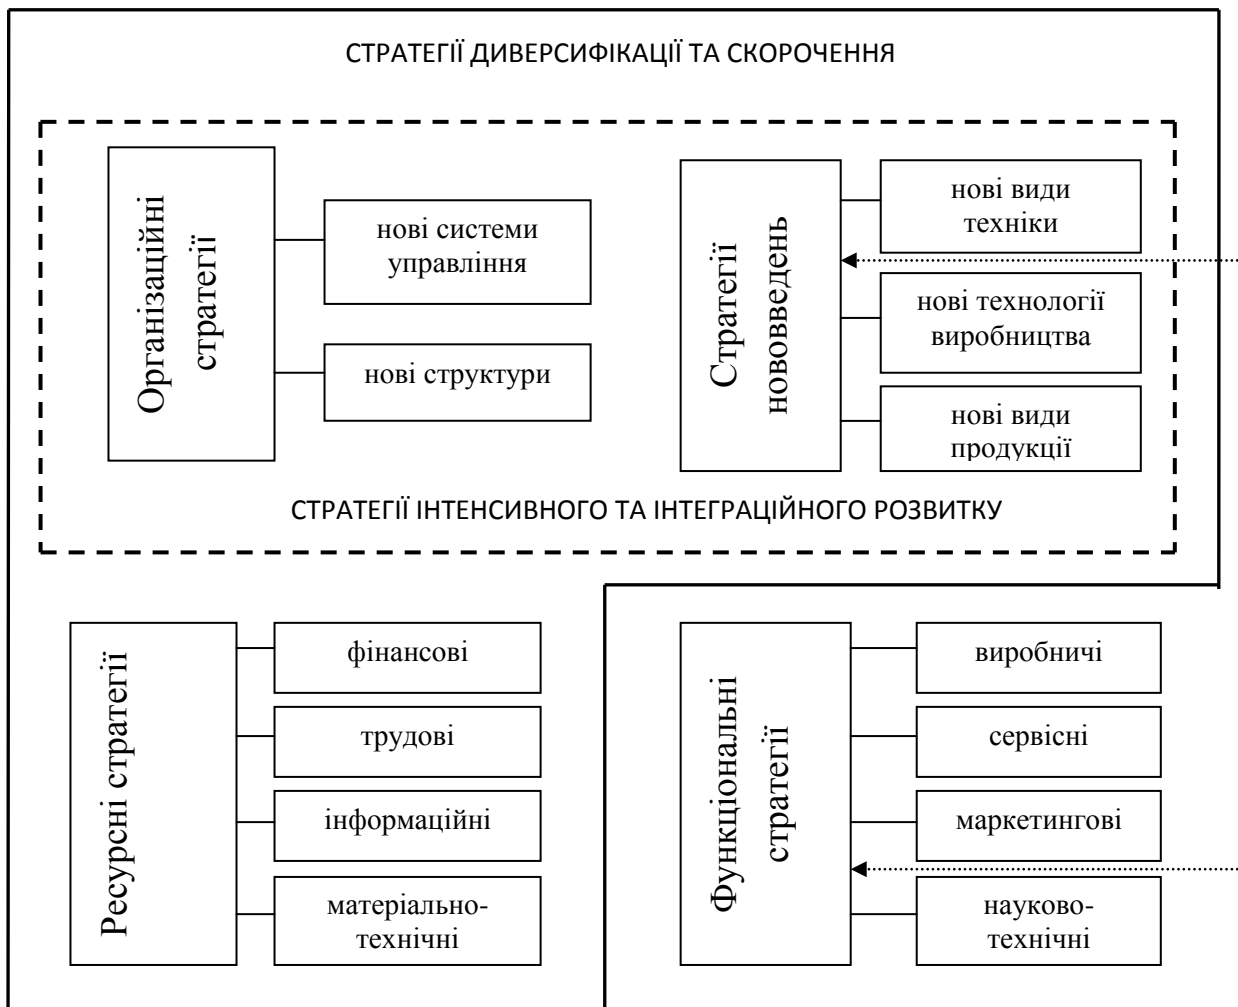 СТРАТЕГІЇ ДИВЕРСИФІКАЦІЇ ТА СКОРОЧЕННЯ
Організаційні
стратегії
нові системи
управління
нові структури
Стратегії
нововведень
нові види
техніки
нові технології
виробництва
нові види
продукції
СТРАТЕГІЇ ІНТЕНСИВНОГО ТА ІНТЕГРАЦІЙНОГО РОЗВИТКУ
Ресурсні стратегії
фінансові
трудові
інформаційні
матеріально-
технічні
Функціональні
стратегії
виробничі
сервісні
маркетингові
науково-
технічні